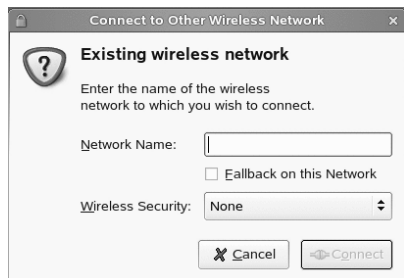 Connect to Other Wireless Network
Existing wireless network
Enter the name of the wireless
network to which you wish to connect.
Network Name:
Fallback on this Network
Wireless Security: None
Cancel Connect